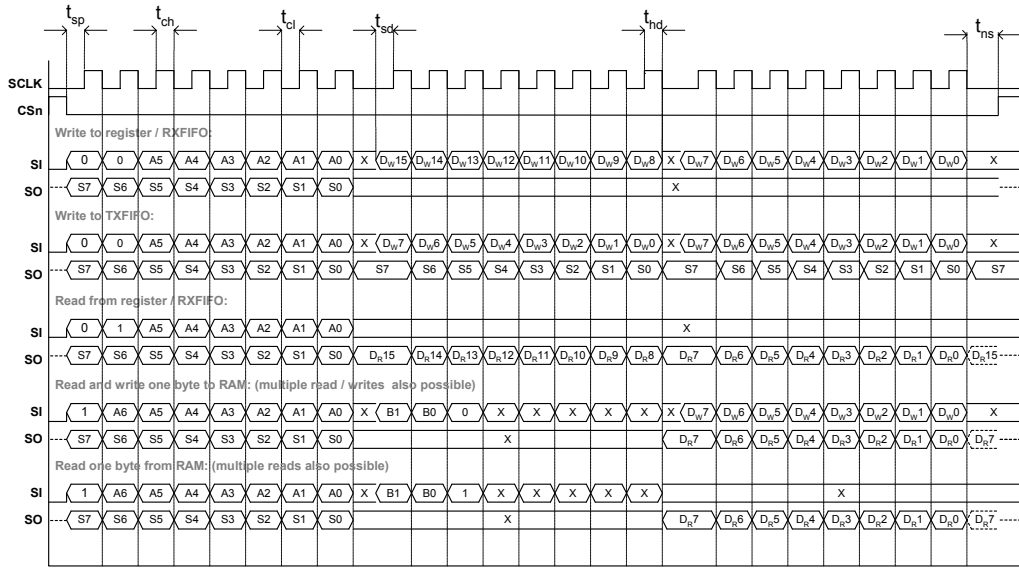 tsp tch tcl tsd thd tns
SCLK
CSn
Write to register / RXFIFO:
SI 0 0 A5 A4 A3 A2 A1 A0 X DW15 DW14 DW13 DW12 DW11 DW10 DW9 DW8 X DW7 DW6 DW5 DW4 DW3 DW2 DW1 DW0 X
SO S7 S6 S5 S4 S3 S2 S1 S0 X
Write to TXFIFO:
SI 0 0 A5 A4 A3 A2 A1 A0 X DW7 DW6 DW5 DW4 DW3 DW2 DW1 DW0 X DW7 DW6 DW5 DW4 DW3 DW2 DW1 DW0 X
SO S7 S6 S5 S4 S3 S2 S1 S0 S7 S6 S5 S4 S3 S2 S1 S0 S7 S6 S5 S4 S3 S2 S1 S0 S7
Read from register / RXFIFO:
SI 0 1 A5 A4 A3 A2 A1 A0 X
SO S7 S6 S5 S4 S3 S2 S1 S0 DR15 DR14 DR13 DR12 DR11 DR10 DR9 DR8 DR7 DR6 DR5 DR4 DR3 DR2 DR1 DR0 DR15
Read and write one byte to RAM: (multiple read / writes also possible)
SI 1 A6 A5 A4 A3 A2 A1 A0 X B1 B0 0 X X X X X X DW7 DW6 DW5 DW4 DW3 DW2 DW1 DW0 X
SO S7 S6 S5 S4 S3 S2 S1 S0 X DR7 DR6 DR5 DR4 DR3 DR2 DR1 DR0 DR7
Read one byte from RAM: (multiple reads also possible)
SI 1 A6 A5 A4 A3 A2 A1 A0 X B1 B0 1 X X X X X X
SO S7 S6 S5 S4 S3 S2 S1 S0 X DR7 DR6 DR5 DR4 DR3 DR2 DR1 DR0 DR7